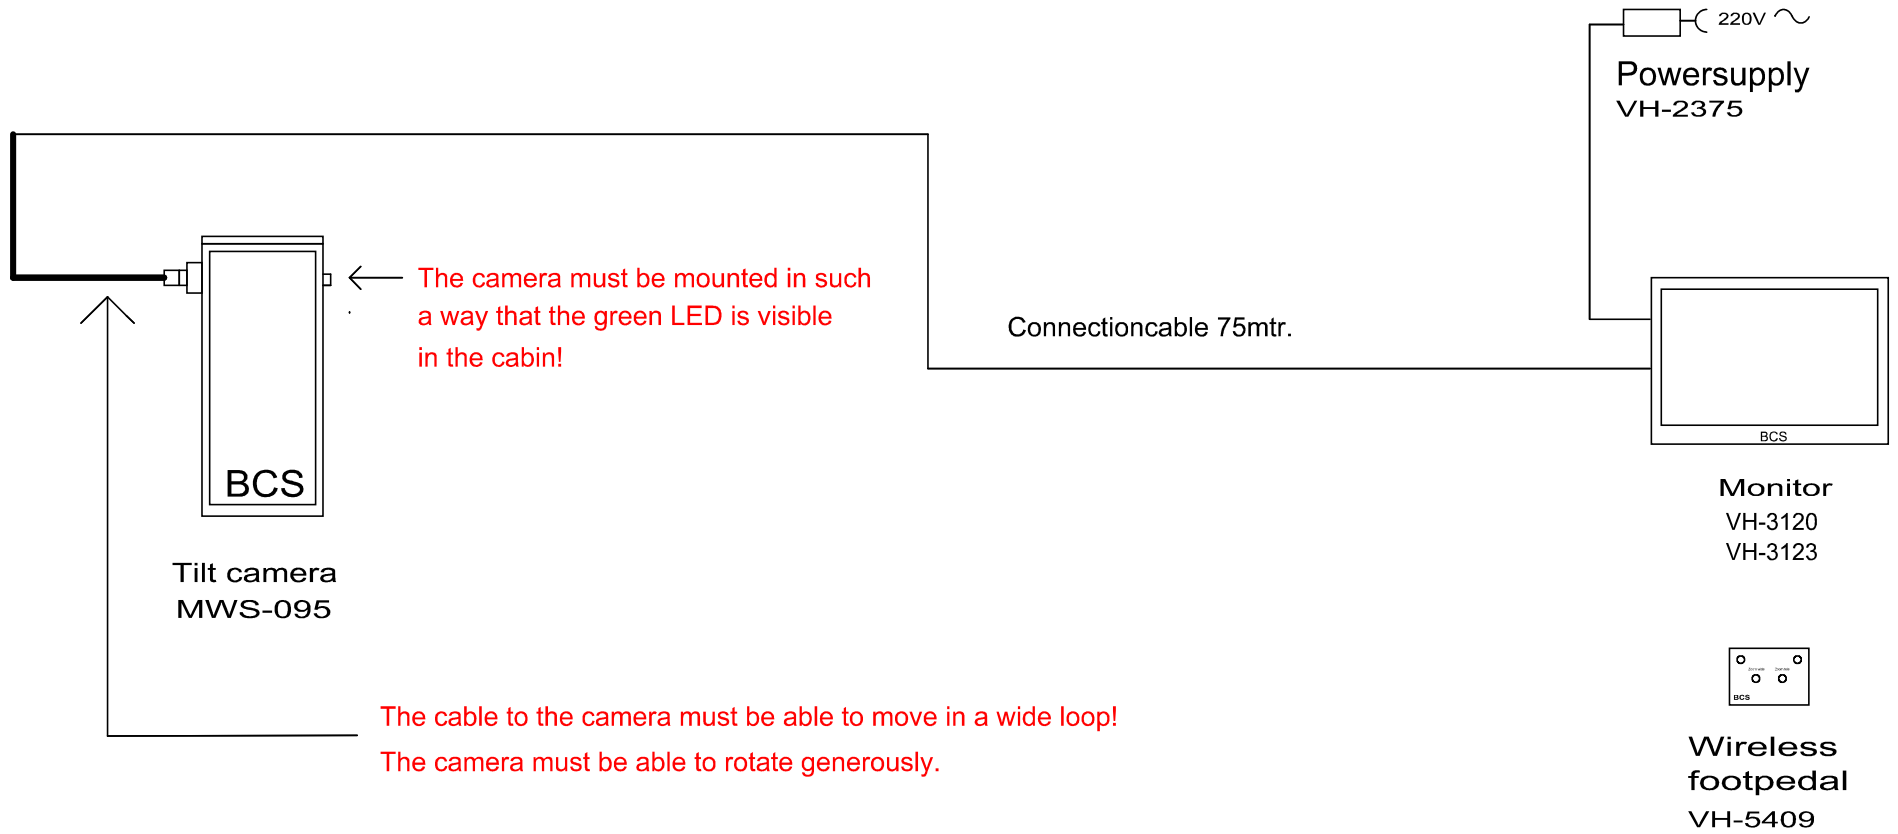 220V
Powersupply
VH-2375
The camera must be mounted in such
a way that the green LED is visible
in the cabin!
Connectioncable 75mtr.
BCS
BCS
Monitor
VH-3120
VH-3123
Tilt camera
MWS-095
BCS
The cable to the camera must be able to move in a wide loop!
The camera must be able to rotate generously.
Wireless
footpedal
VH-5409